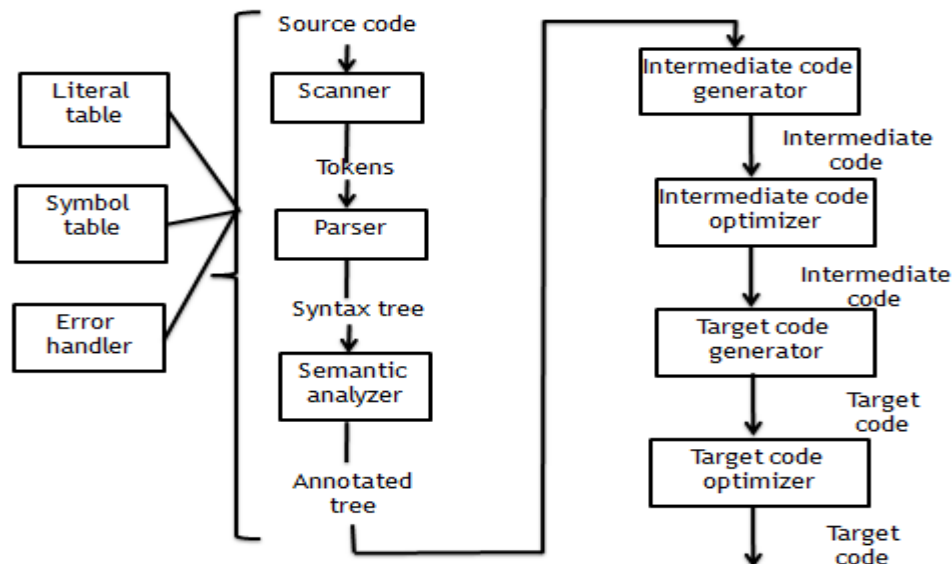 Source code
Scanner
Tokens
Parser
Syntax tree
Semantic
analyzer
Annotated
tree
Literal
table
Symbol
table
Error
handler
Intermediate code
generator
Intermediate
code
Intermediate code
optimizer
Intermediate
code
Target code
generator
Target
code
Target code
optimizer
Target
code